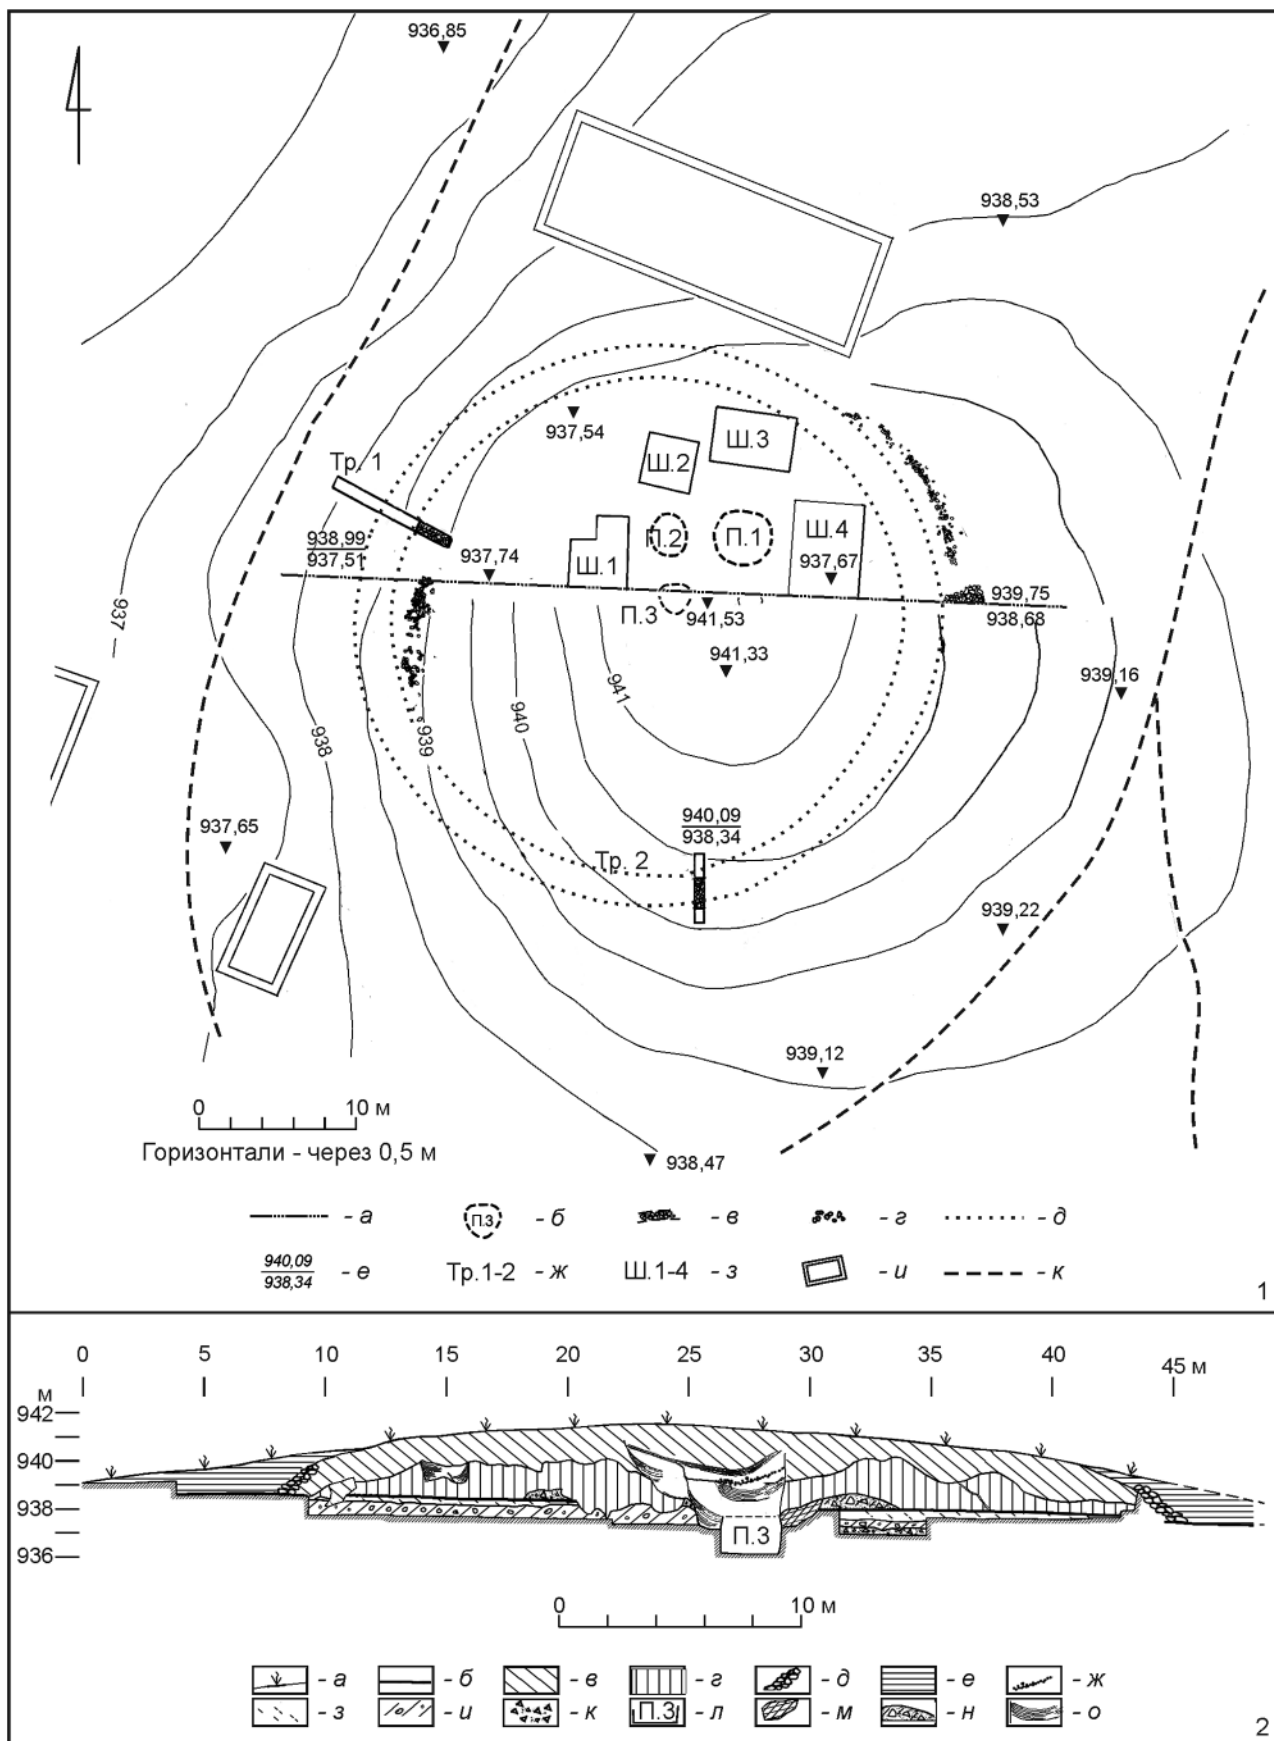 936,85
938,53
937,54
Ш.3
Ш.2
Тр. 1
П.2
П.1
Ш.4
938,99
937,51
937,74
Ш.1
937,67
П.3
941,53
939,75
938,68
937
941,33
939,16
941
940
939
938
940,09
938,34
937,65
Тр. 2
939,22
939,12
0 10 м
Горизонтали - через 0,5 м
938,47
- а П.3 - б - в - г - д
940,09
938,34
- е Тр.1-2 - ж Ш.1-4 - з - и - к
1
0 5 10 15 20 25 30 35 40 45 м
м
942
940
938
936
П.3
0 10 м
- а - б - в - г - д - е - ж
- з - и - к П.3 - л - м - н - о
2